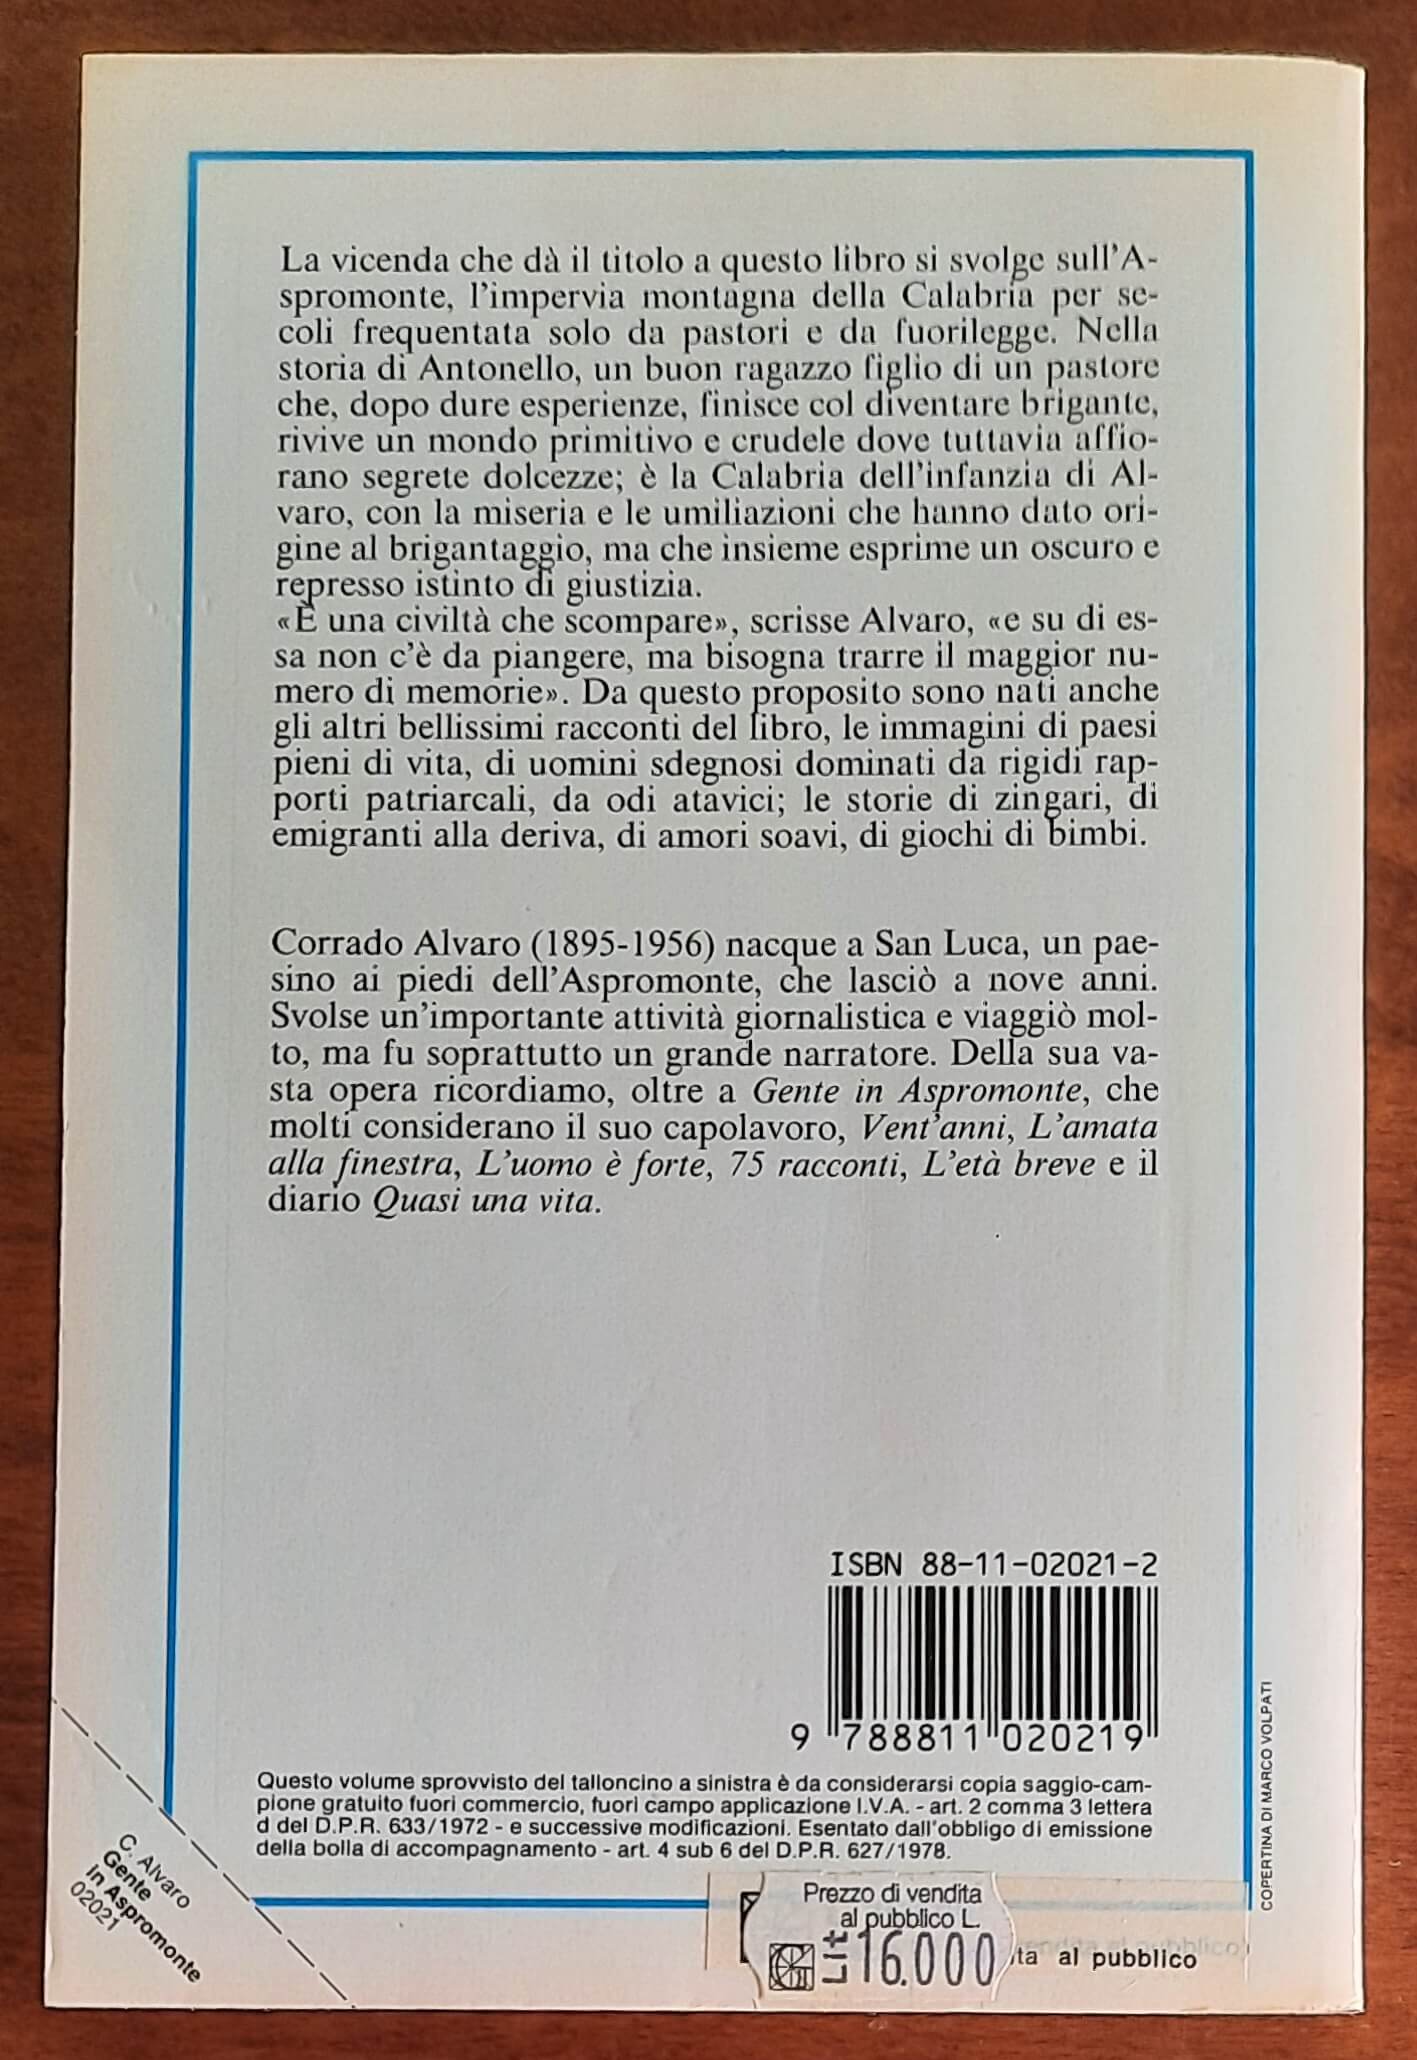 La vicenda che dà il titolo a questo libro si svolge sull'A-
spromonte, l'impervia montagna della Calabria per se-
coli frequentata solo da pastori e da fuorilegge. Nella
storia di Antonello, un buon ragazzo figlio di un pastore
che, dopo dure esperienze, finisce col diventare brigante,
rivive un mondo primitivo e crudele dove tuttavia affio-
rano segrete dolcezze; è la Calabria dell'infanzia di Al-
varo, con la miseria e le umiliazioni che hanno dato ori-
gine al brigantaggio, ma che insieme esprime un oscuro e
represso istinto di giustizia.
«È una civiltà che scompare», scrisse Alvaro, «e su di es-
sa non c'è da piangere, ma bisogna trarre il maggior nu-
mero di memorie». Da questo proposito sono nati anche
gli altri bellissimi racconti del libro, le immagini di paesi
pieni di vita, di uomini sdegnosi dominati da rigidi rap-
porti patriarcali, da odi atavici; le storie di zingari, di
emigranti alla deriva, di amori soavi, di giochi di bimbi.
Corrado Alvaro (1895-1956) nacque a San Luca, un pae-
sino ai piedi dell'Aspromonte, che lasciò a nove anni.
Svolse un'importante attività giornalistica e viaggiò mol-
to, ma fu soprattutto un grande narratore. Della sua va-
sta opera ricordiamo, oltre a Gente in Aspromonte, che
molti considerano il suo capolavoro, Vent'anni, L'amata
alla finestra, L'uomo è forte, 75 racconti, L'età breve e il
diario Quasi una vita.
ISBN 88-11-02021-2
9 788811 020219
Questo volume sprovvisto del talloncino a sinistra è da considerarsi copia saggio-cam-
pione gratuito fuori commercio, fuori campo applicazione I.V.A. - art. 2 comma 3 lettera
d del D.P.R. 633/1972 - e successive modificazioni. Esentato dall'obbligo di emissione
della bolla di accompagnamento - art. 4 sub 6 del D.P.R. 627/1978.
COPERTINA DI MARCO VOLPATI
C. Alvaro
Gente
in Aspromonte
02021
Prezzo di vendita
al pubblico L.
Lit 16.000
ta al pubblico
vendita al pubblico